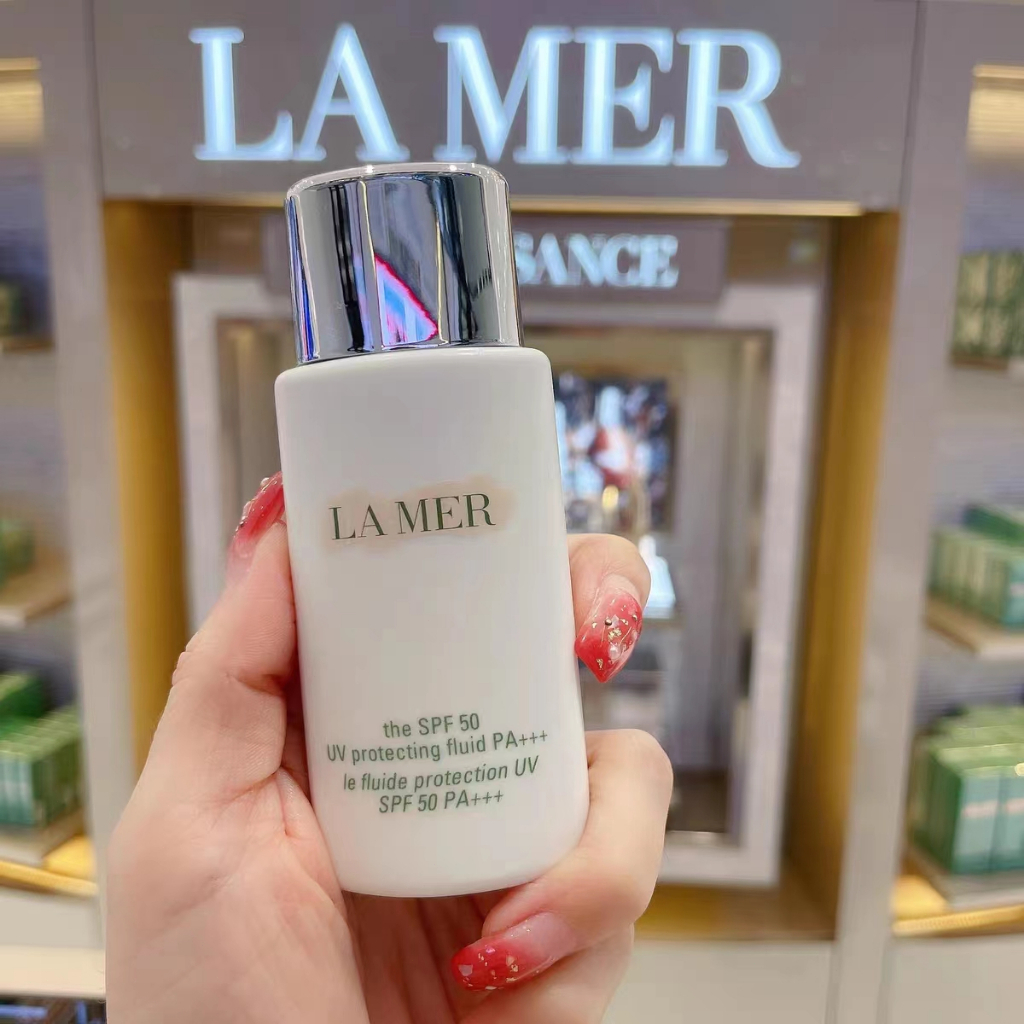 LA MER
SANCE
LA MER
the SPF 50
UV protecting fluid PA+++
le fluide protection UV
SPF 50 PA+++